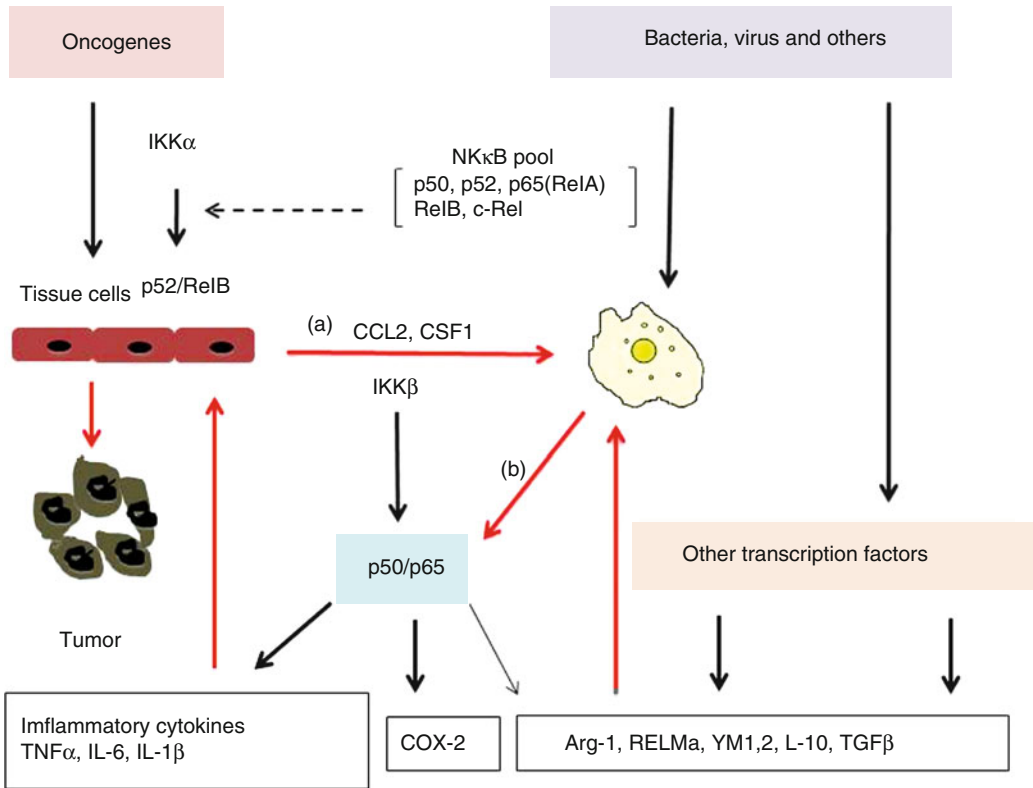 Oncogenes
Bacteria, virus and others
IKKα
NKκB pool
p50, p52, p65(RelA)
RelB, c-Rel
Tissue cells
p52/RelB
(a)
CCL2, CSF1
IKKβ
(b)
p50/p65
Other transcription factors
Tumor
Imflammatory cytokines
TNFα, IL-6, IL-1β
COX-2
Arg-1, RELMa, YM1,2, L-10, TGFβ